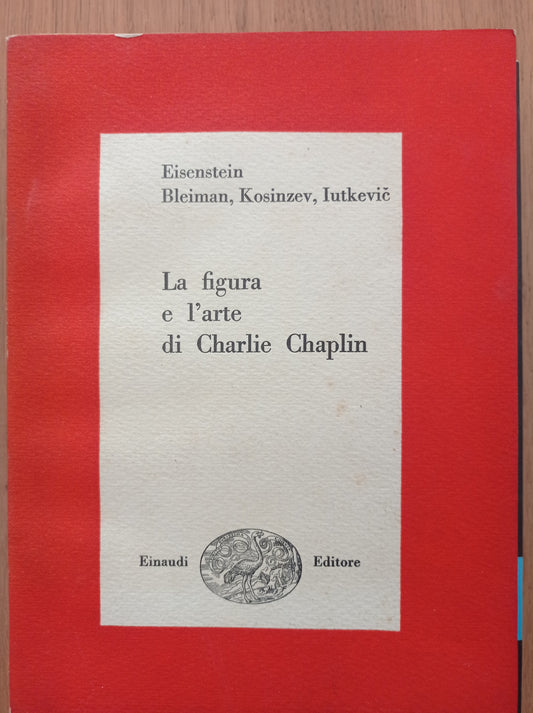 Eisenstein
Bleiman, Kosinzev, Iutkevič
La figura
e l'arte
di Charlie Chaplin
Einaudi Editore